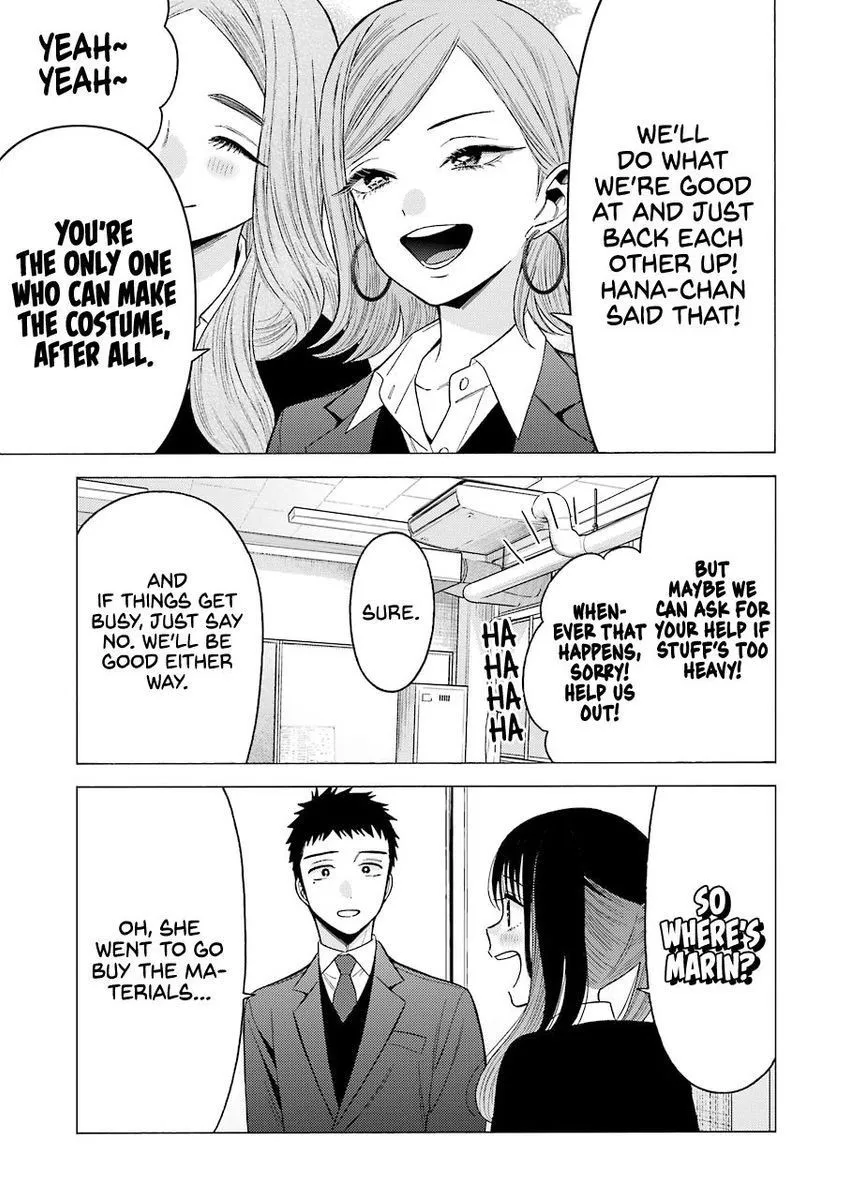 WE'LL
DO WHAT
WE'RE GOOD
AT AND JUST
BACK EACH
OTHER UP!
HANA-CHAN
SAID THAT!
YEAH~
YEAH~
YOU'RE
THE ONLY ONE
WHO CAN MAKE
THE COSTUME,
AFTER ALL.
BUT
MAYBE WE
CAN ASK FOR
YOUR HELP IF
STUFF'S TOO
HEAVY!
WHEN-
EVER THAT
HAPPENS,
SORRY!
HELP US
OUT!
HA
HA
HA
HA
SURE.
AND
IF THINGS GET
BUSY, JUST SAY
NO. WE'LL BE
GOOD EITHER
WAY.
SO
WHERE'S
MARIN?
OH, SHE
WENT TO GO
BUY THE MA-
TERIALS...